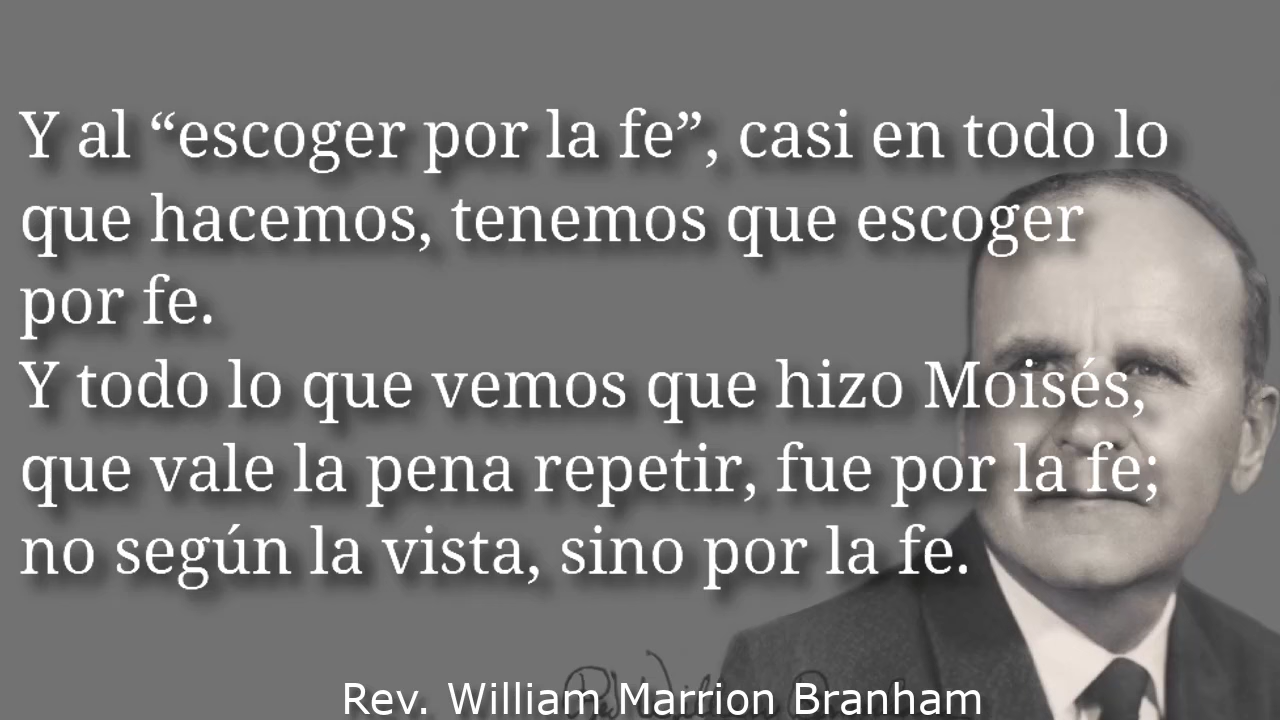 Y al “escoger por la fe”, casi en todo lo
que hacemos, tenemos que escoger
por fe.
Y todo lo que vemos que hizo Moisés,
que vale la pena repetir, fue por la fe;
no según la vista, sino por la fe.
Rev. William Marrion Branham